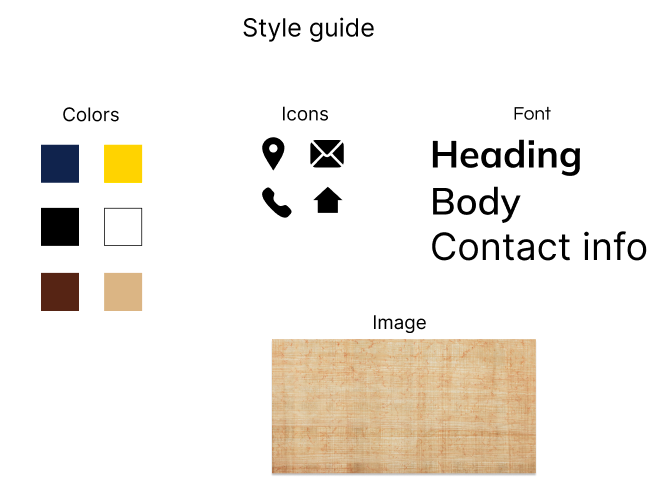 Style guide
Colors
Icons
Font
Heading
Body
Contact info
Image